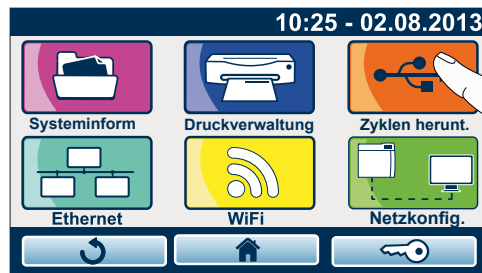 10:25 - 02.08.2013
Systeminform Druckverwaltung Zyklen herunt.
Ethernet WiFi Netzkonfig.